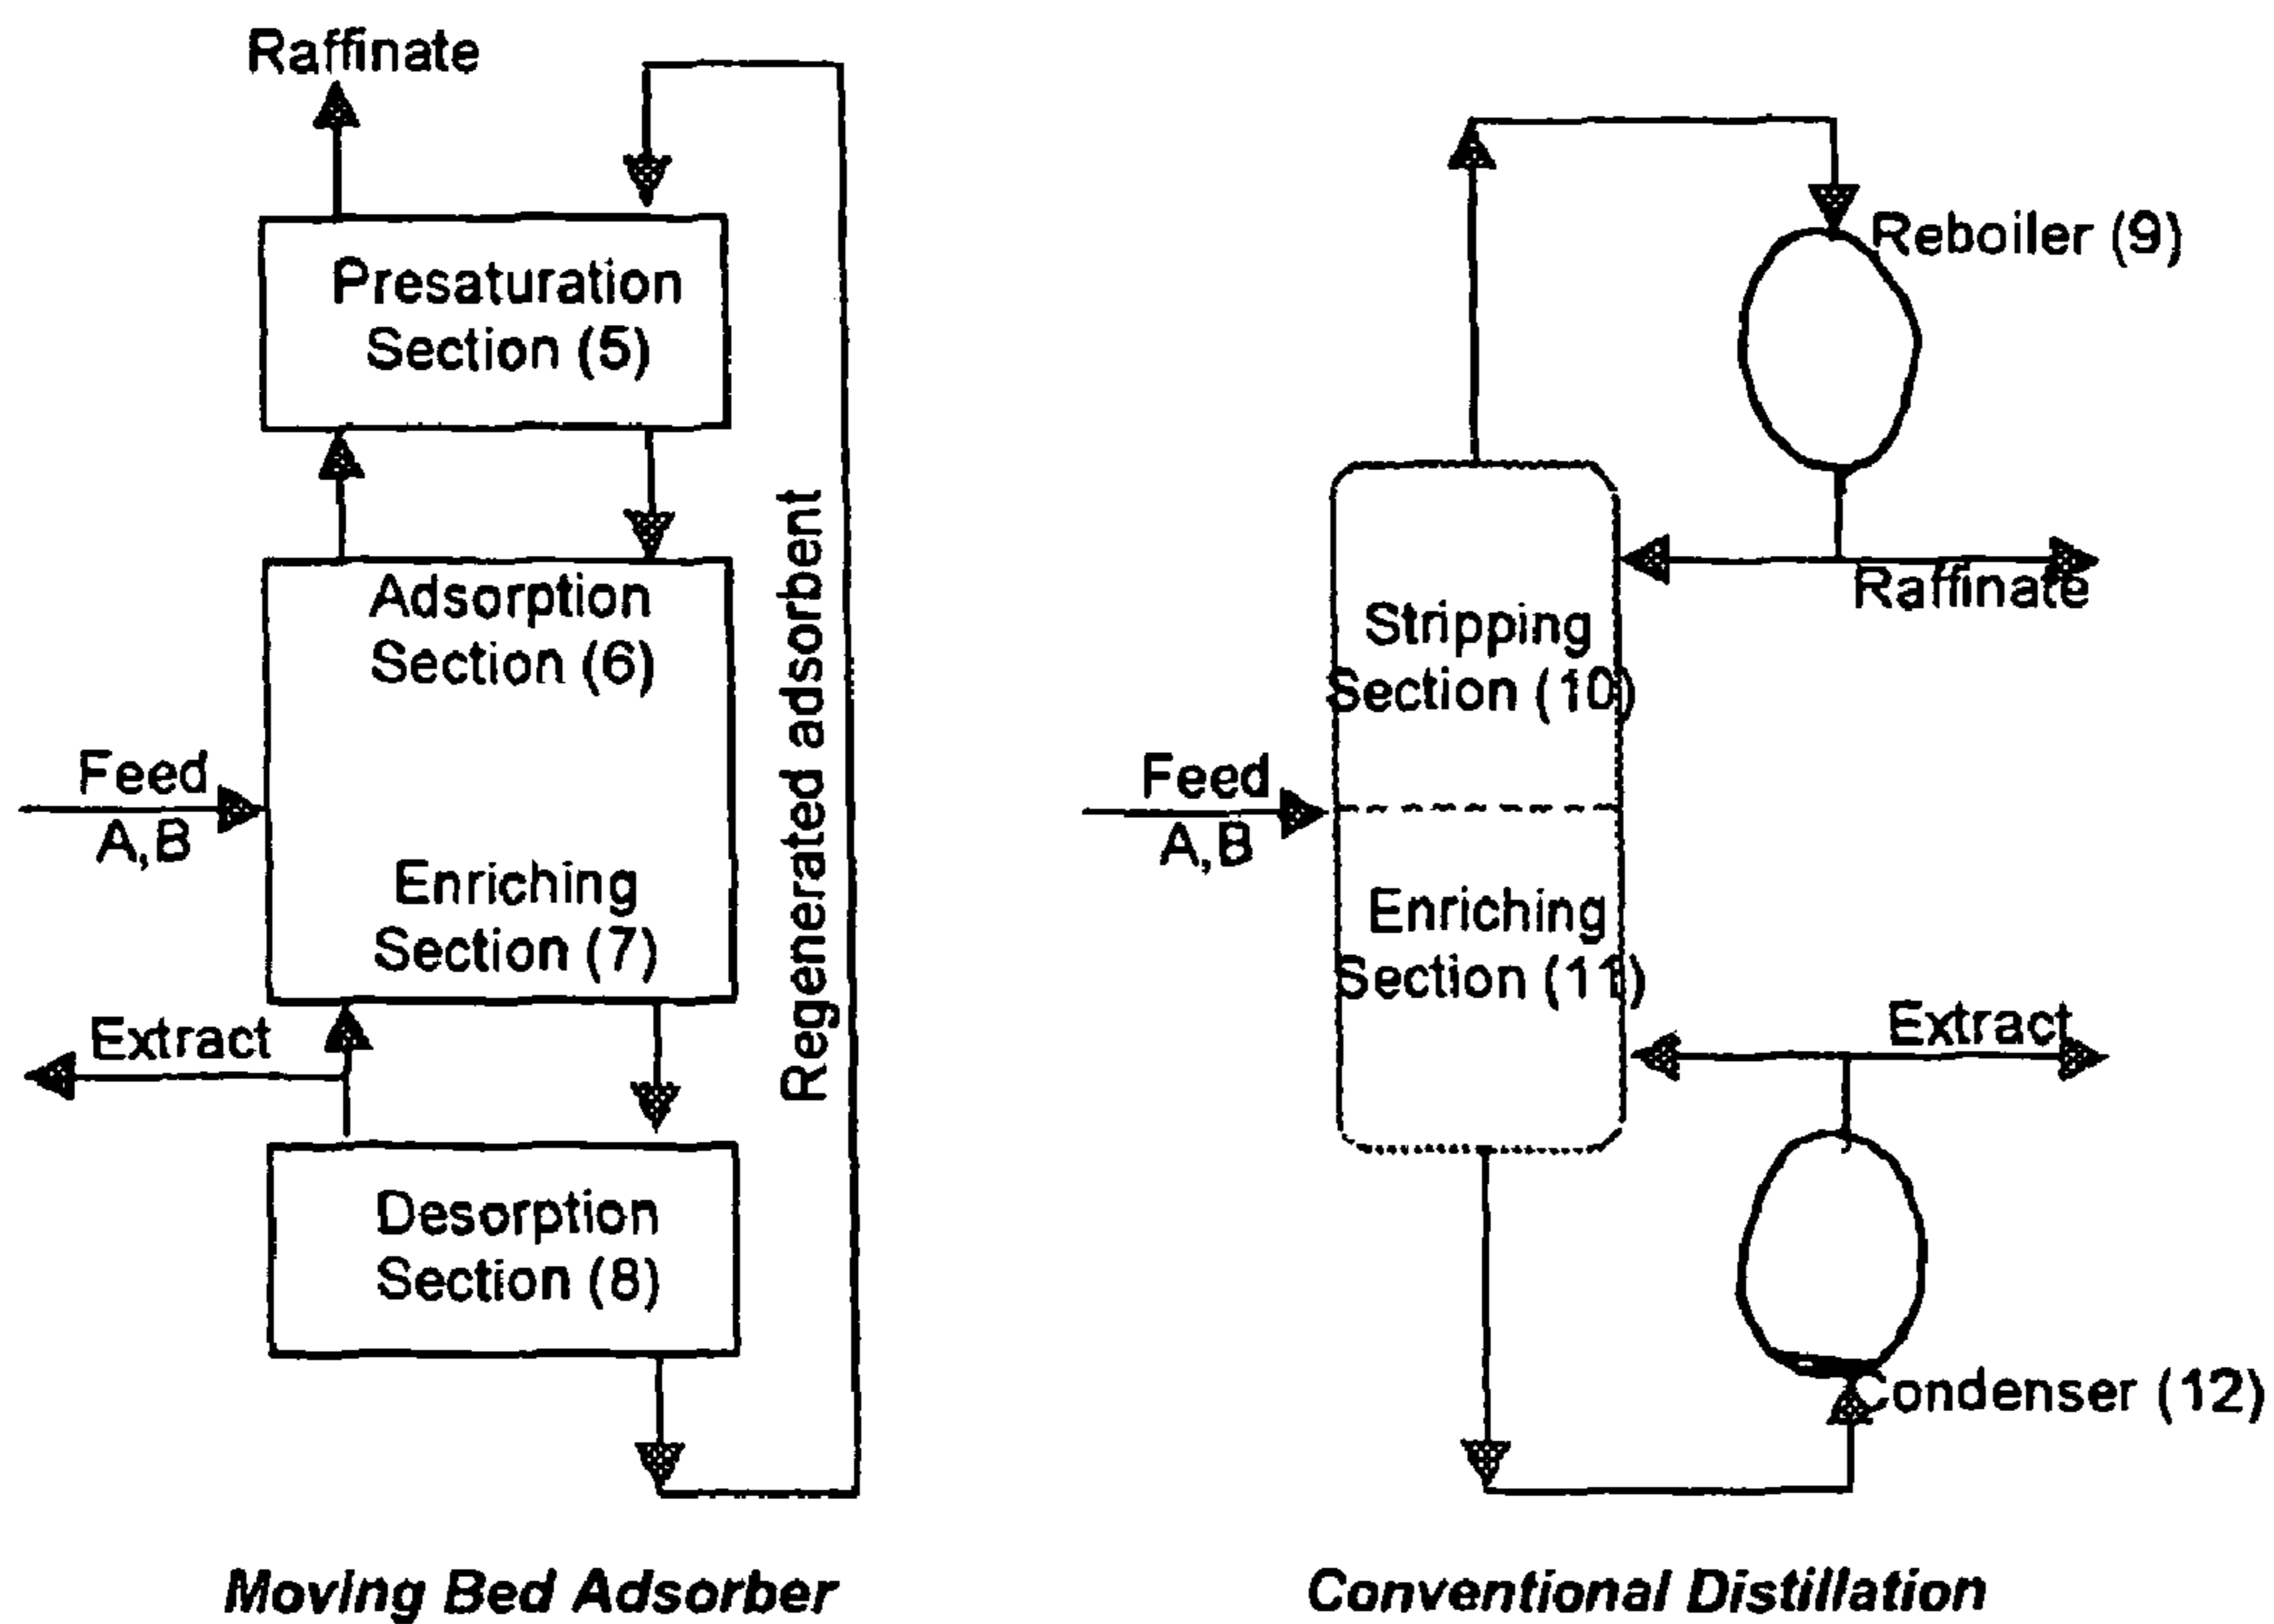 Raffinate
Presaturation
Section (5)
Adsorption
Section (6)
Feed
A,B
Enriching
Section (7)
Extract
Desorption
Section (8)
Regenerated adsorbent
Moving Bed Adsorber
Reboiler (9)
Raffinate
Stripping
Section (10)
Feed
A,B
Enriching
Section (11)
Extract
Condenser (12)
Conventional Distillation